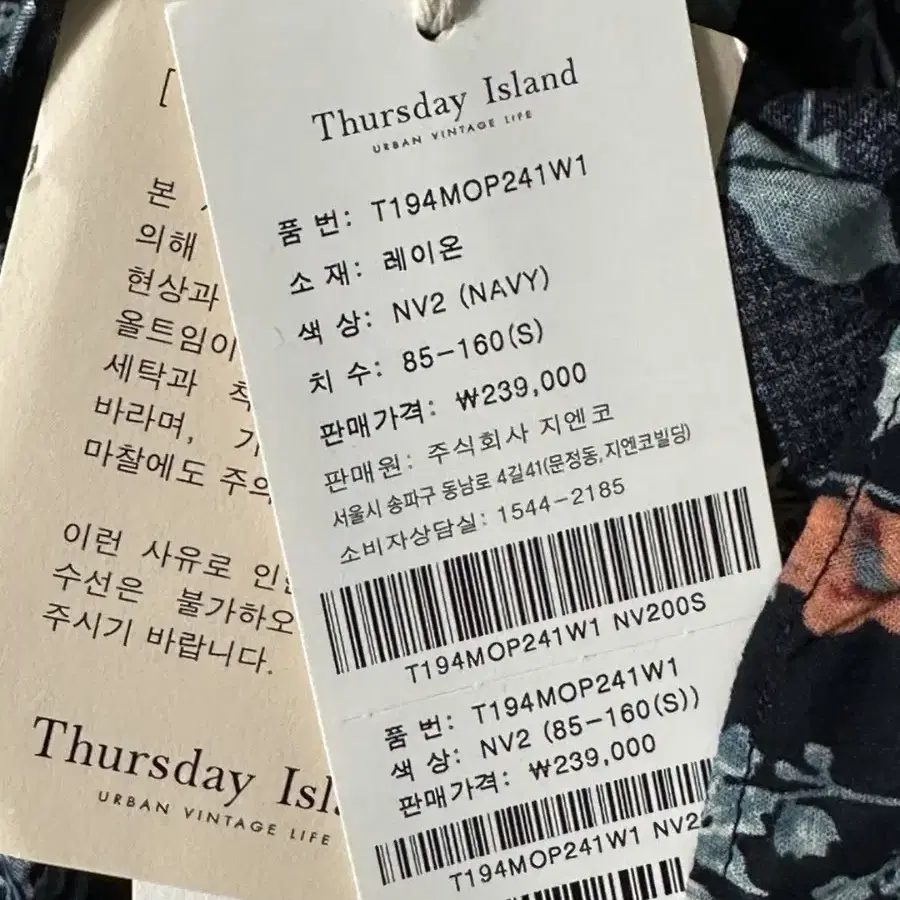 Thursday Island
URBAN VINTAGE LIFE
품 번: T194MOP241W1
소 재: 레이온
색 상: NV2 (NAVY)
치 수: 85-160(S)
판매가격: ₩239,000
판매원: 주식회사 지엔코
서울시 송파구 동남로 4길41(문정동,지엔코빌딩)
소비자상담실: 1544-2185
T194MOP241W1 NV200S
품 번: T194MOP241W1
색 상: NV2 (85-160(S))
판매가격: ₩239,000
T194MOP241W1 NV2
[
본
의해
현상과
올트임이
세탁과
바라며,
마찰에도 주의
이런 사유로
수선은 불가하오
주시기 바랍니다.
Thursday Isl
URBAN VINTAGE LIFE